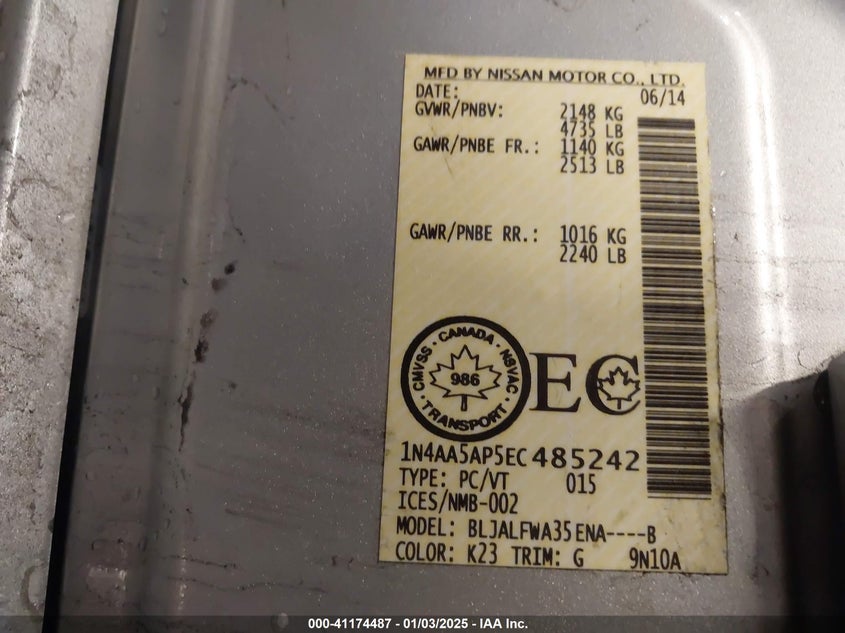 MFD BY NISSAN MOTOR CO., LTD.
DATE: 06/14
GVWR/PNBV: 2148 KG
4735 LB
GAWR/PNBE FR.: 1140 KG
2513 LB
GAWR/PNBE RR.: 1016 KG
2240 LB
CMVSS · CANADA · NSVAC · TRANSPORT ·
986
EC
1N4AA5AP5EC485242
TYPE: PC/VT 015
ICES/NMB-002
MODEL: BLJALFWA35ENA----B
COLOR: K23 TRIM: G 9N10A
000-41174487 - 01/03/2025 - IAA Inc.